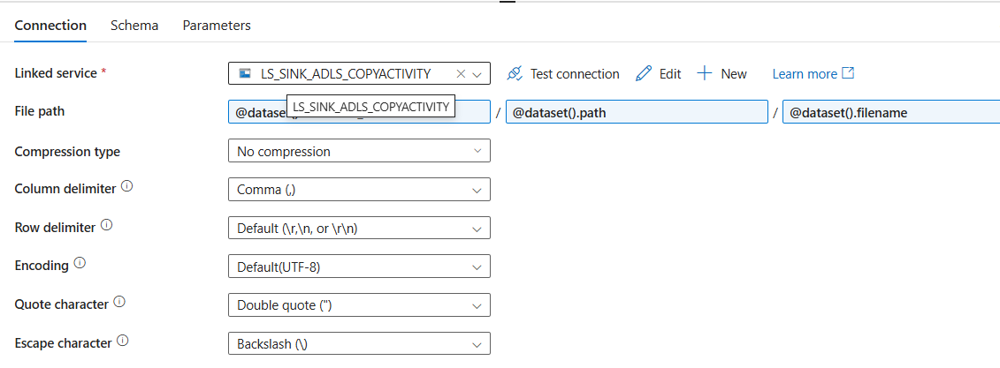 Connection Schema Parameters
Linked service * LS_SINK_ADLS_COPYACTIVITY Test connection Edit New Learn more
LS_SINK_ADLS_COPYACTIVITY
File path @dataset( / @dataset().path / @dataset().filename
Compression type No compression
Column delimiter Comma (,)
Row delimiter Default (\r,\n, or \r\n)
Encoding Default(UTF-8)
Quote character Double quote (")
Escape character Backslash (\)